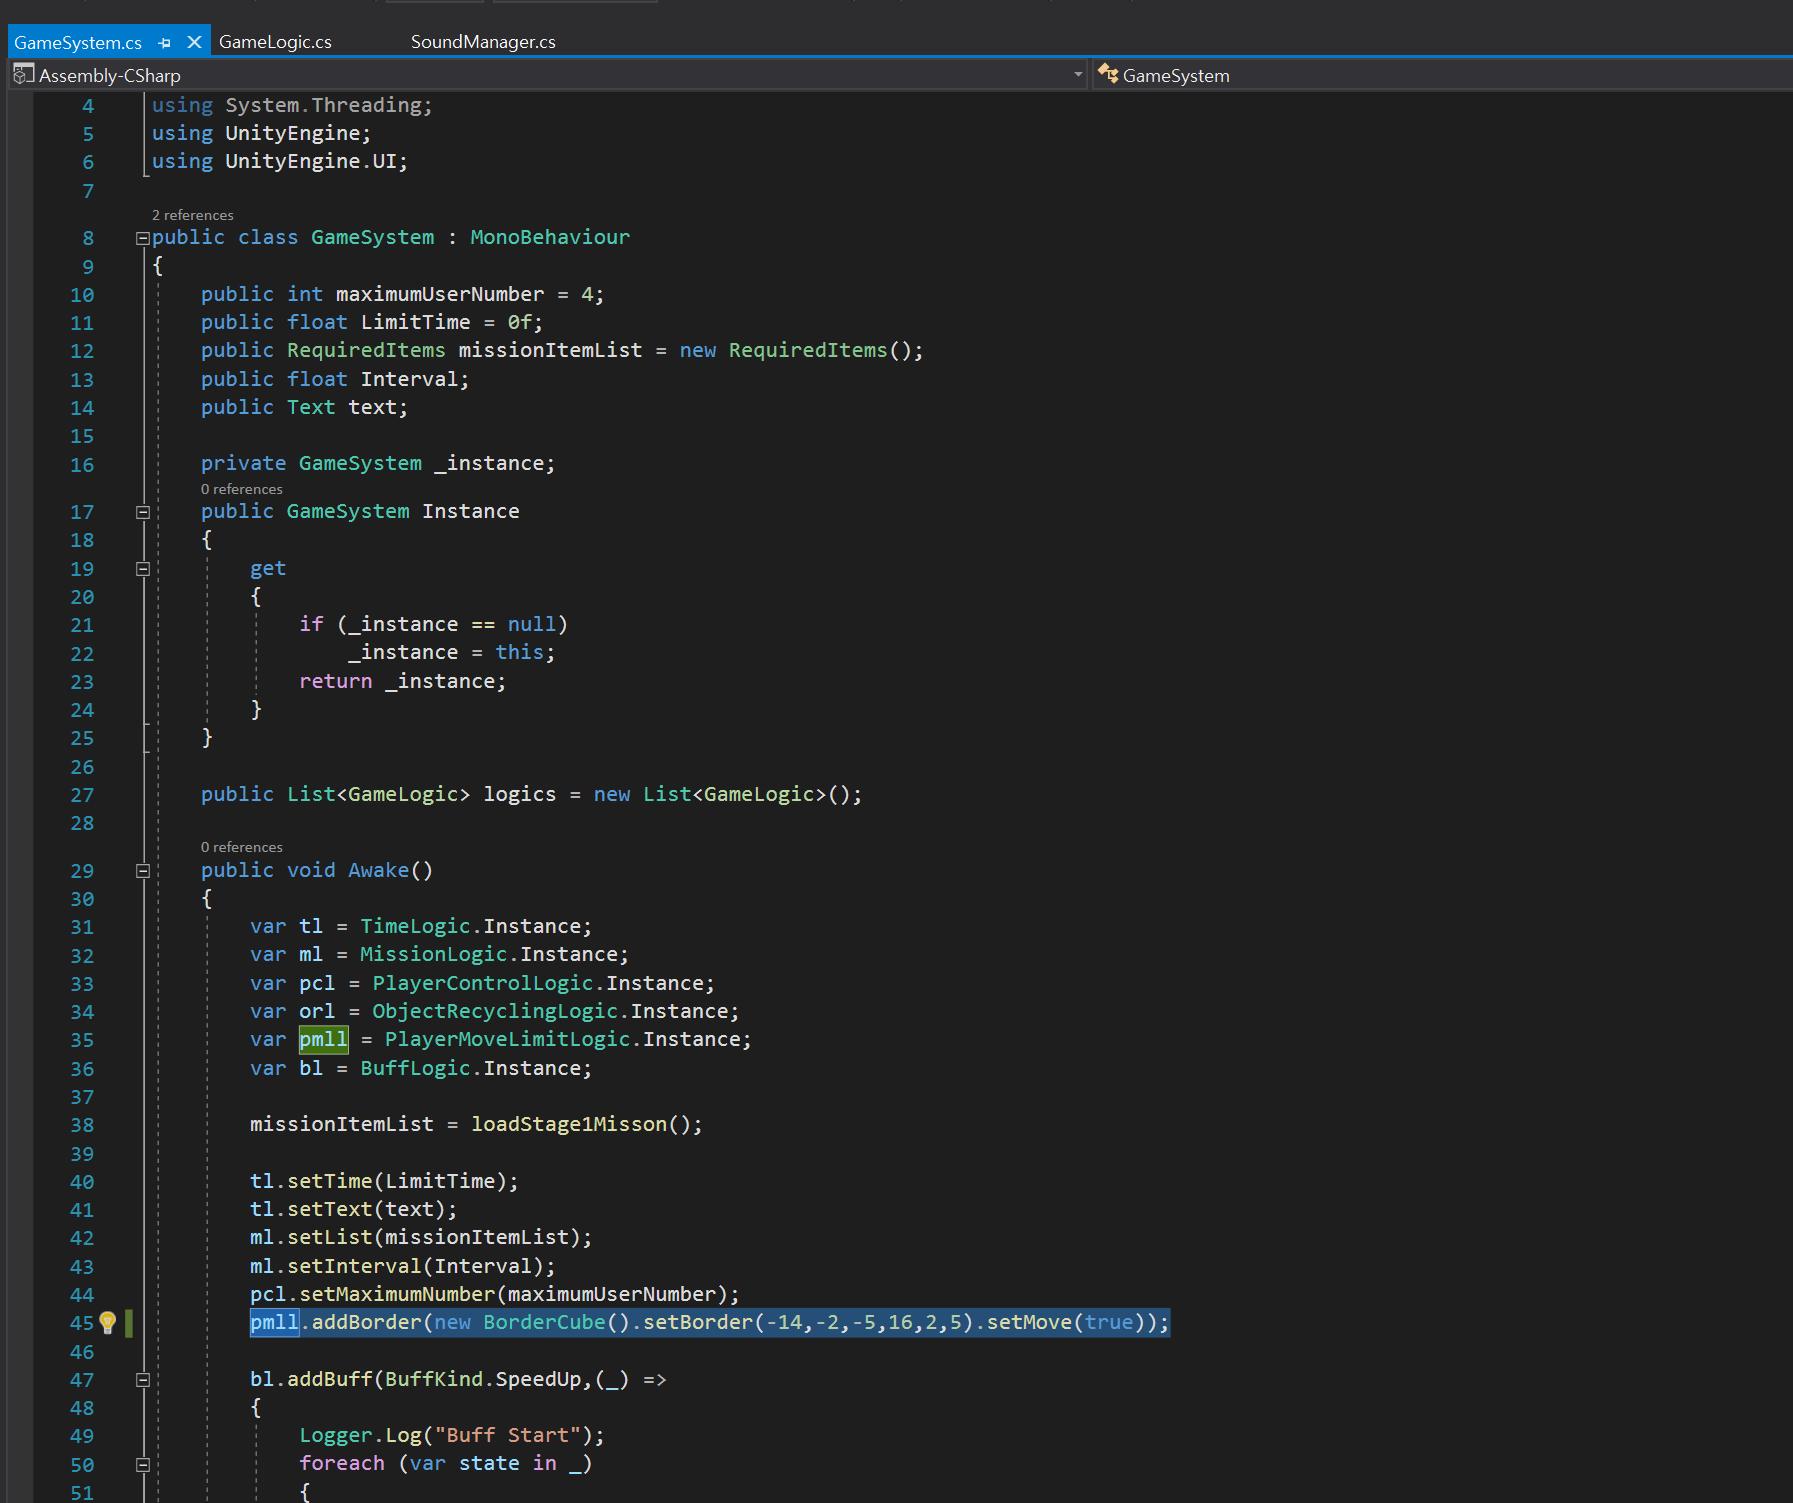 GameSystem.cs GameLogic.cs SoundManager.cs
Assembly-CSharp GameSystem
4 using System.Threading;
5 using UnityEngine;
6 using UnityEngine.UI;
7
2 references
8 public class GameSystem : MonoBehaviour
9 {
10 public int maximumUserNumber = 4;
11 public float LimitTime = 0f;
12 public RequiredItems missionItemList = new RequiredItems();
13 public float Interval;
14 public Text text;
15
16 private GameSystem _instance;
0 references
17 public GameSystem Instance
18 {
19 get
20 {
21 if (_instance == null)
22 _instance = this;
23 return _instance;
24 }
25 }
26
27 public List<GameLogic> logics = new List<GameLogic>();
28
0 references
29 public void Awake()
30 {
31 var tl = TimeLogic.Instance;
32 var ml = MissionLogic.Instance;
33 var pcl = PlayerControlLogic.Instance;
34 var orl = ObjectRecyclingLogic.Instance;
35 var pmll = PlayerMoveLimitLogic.Instance;
36 var bl = BuffLogic.Instance;
37
38 missionItemList = loadStage1Misson();
39
40 tl.setTime(LimitTime);
41 tl.setText(text);
42 ml.setList(missionItemList);
43 ml.setInterval(Interval);
44 pcl.setMaximumNumber(maximumUserNumber);
45 pmll.addBorder(new BorderCube().setBorder(-14,-2,-5,16,2,5).setMove(true));
46
47 bl.addBuff(BuffKind.SpeedUp,(_) =>
48 {
49 Logger.Log("Buff Start");
50 foreach (var state in _)
51 {